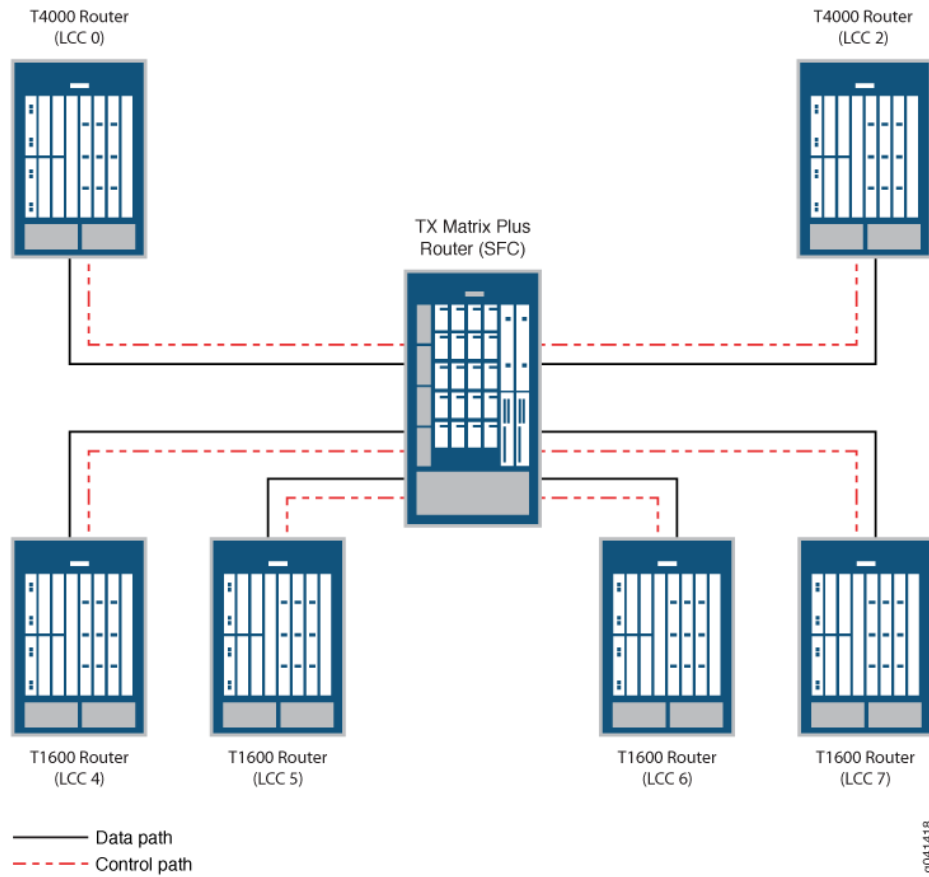 T4000 Router
(LCC 0)
T4000 Router
(LCC 2)
TX Matrix Plus
Router (SFC)
T1600 Router
(LCC 4)
T1600 Router
(LCC 5)
T1600 Router
(LCC 6)
T1600 Router
(LCC 7)
Data path
Control path
g041418